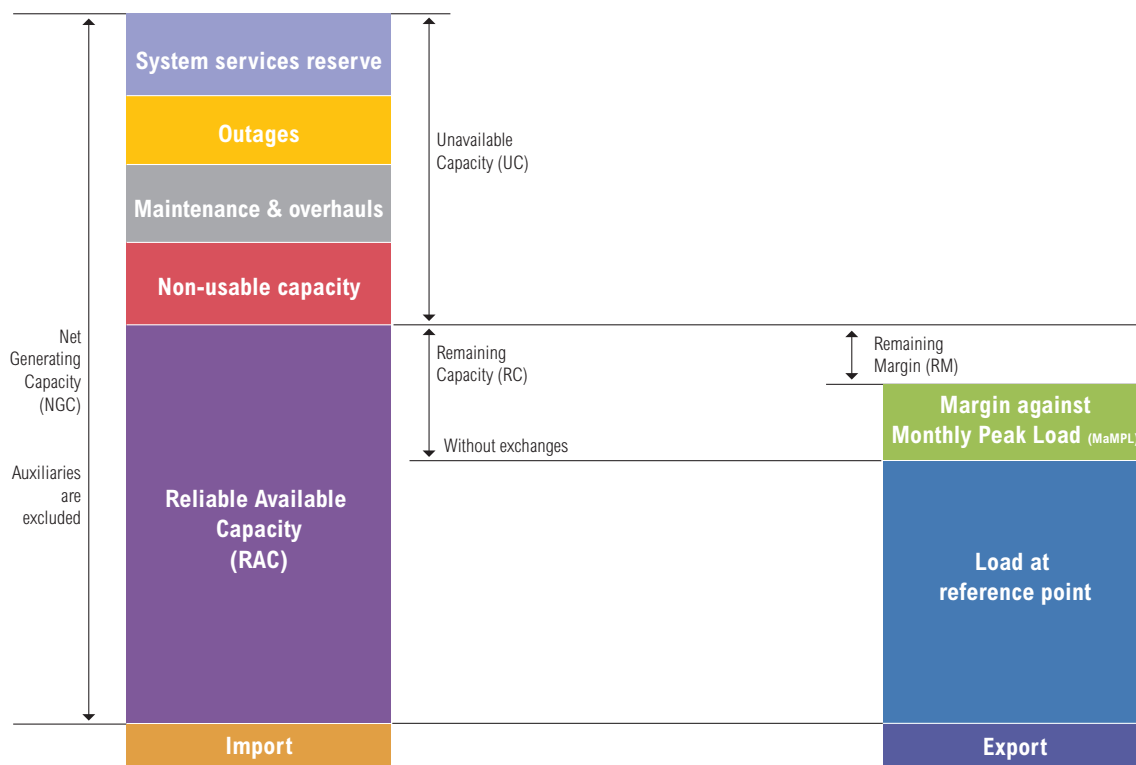 System services reserve
Outages
Maintenance & overhauls
Non-usable capacity
Reliable Available
Capacity
(RAC)
Import
Net
Generating
Capacity
(NGC)
Auxiliaries
are
excluded
Unavailable
Capacity (UC)
Remaining
Capacity (RC)
Without exchanges
Remaining
Margin (RM)
Margin against
Monthly Peak Load (MaMPL)
Load at
reference point
Export